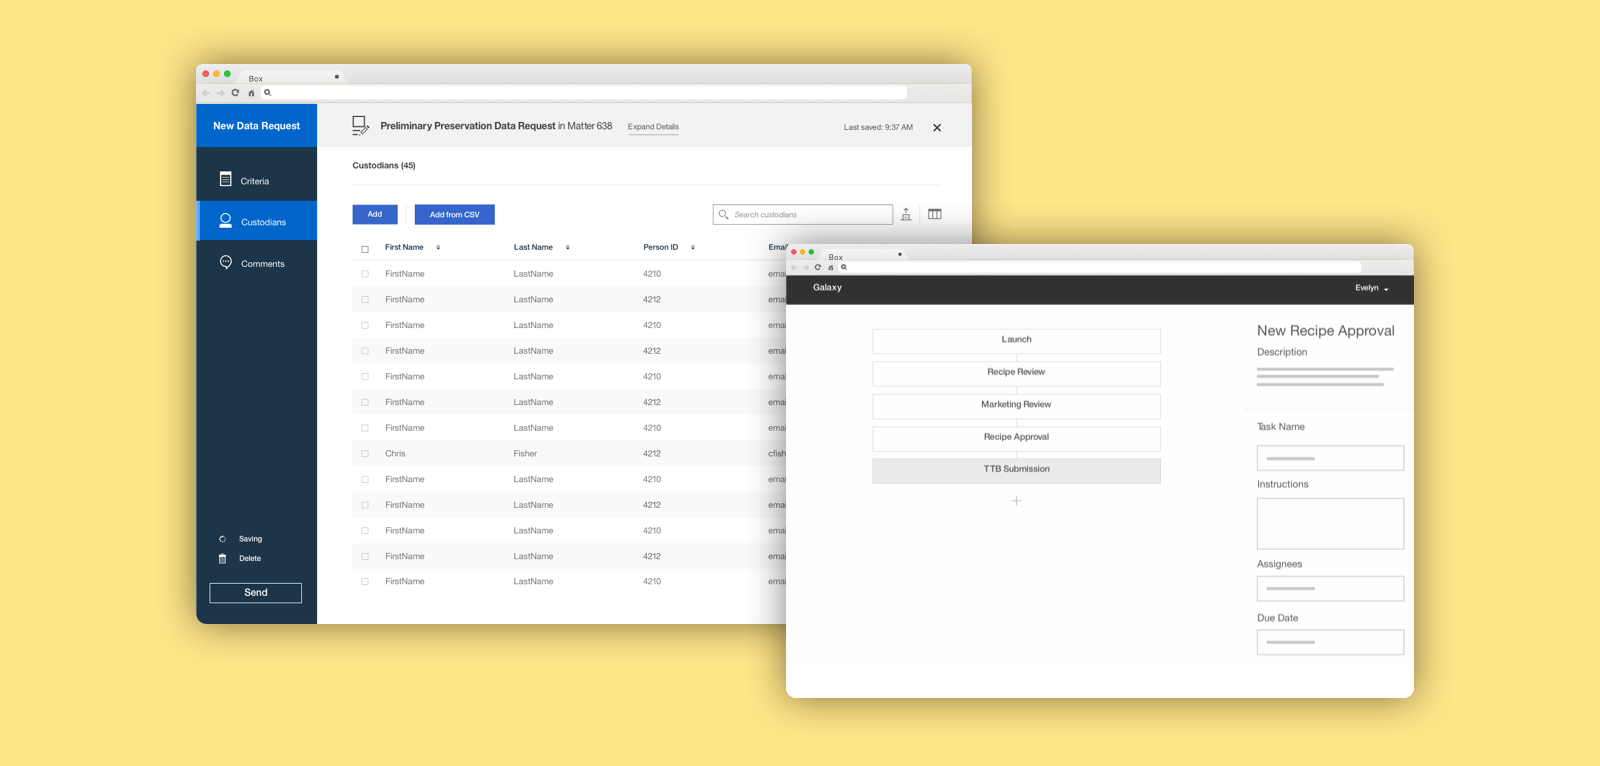 Box
New Data Request
Preliminary Preservation Data Request in Matter 638
Expand Details
Last saved: 9:37 AM
Criteria
Custodians
Comments
Saving
Delete
Send
Custodians (45)
Add
Add from CSV
Search custodians
First Name Last Name Person ID Emai
FirstName LastName 4210 emai
FirstName LastName 4212 emai
FirstName LastName 4210 emai
FirstName LastName 4212 emai
FirstName LastName 4210 emai
FirstName LastName 4212 emai
FirstName LastName 4210 emai
Chris Fisher 4212 cfish
FirstName LastName 4210 emai
FirstName LastName 4212 emai
FirstName LastName 4210 emai
FirstName LastName 4212 emai
FirstName LastName 4210 emai
Box
Galaxy
Evelyn
Launch
Recipe Review
Marketing Review
Recipe Approval
TTB Submission
New Recipe Approval
Description
Task Name
Instructions
Assignees
Due Date